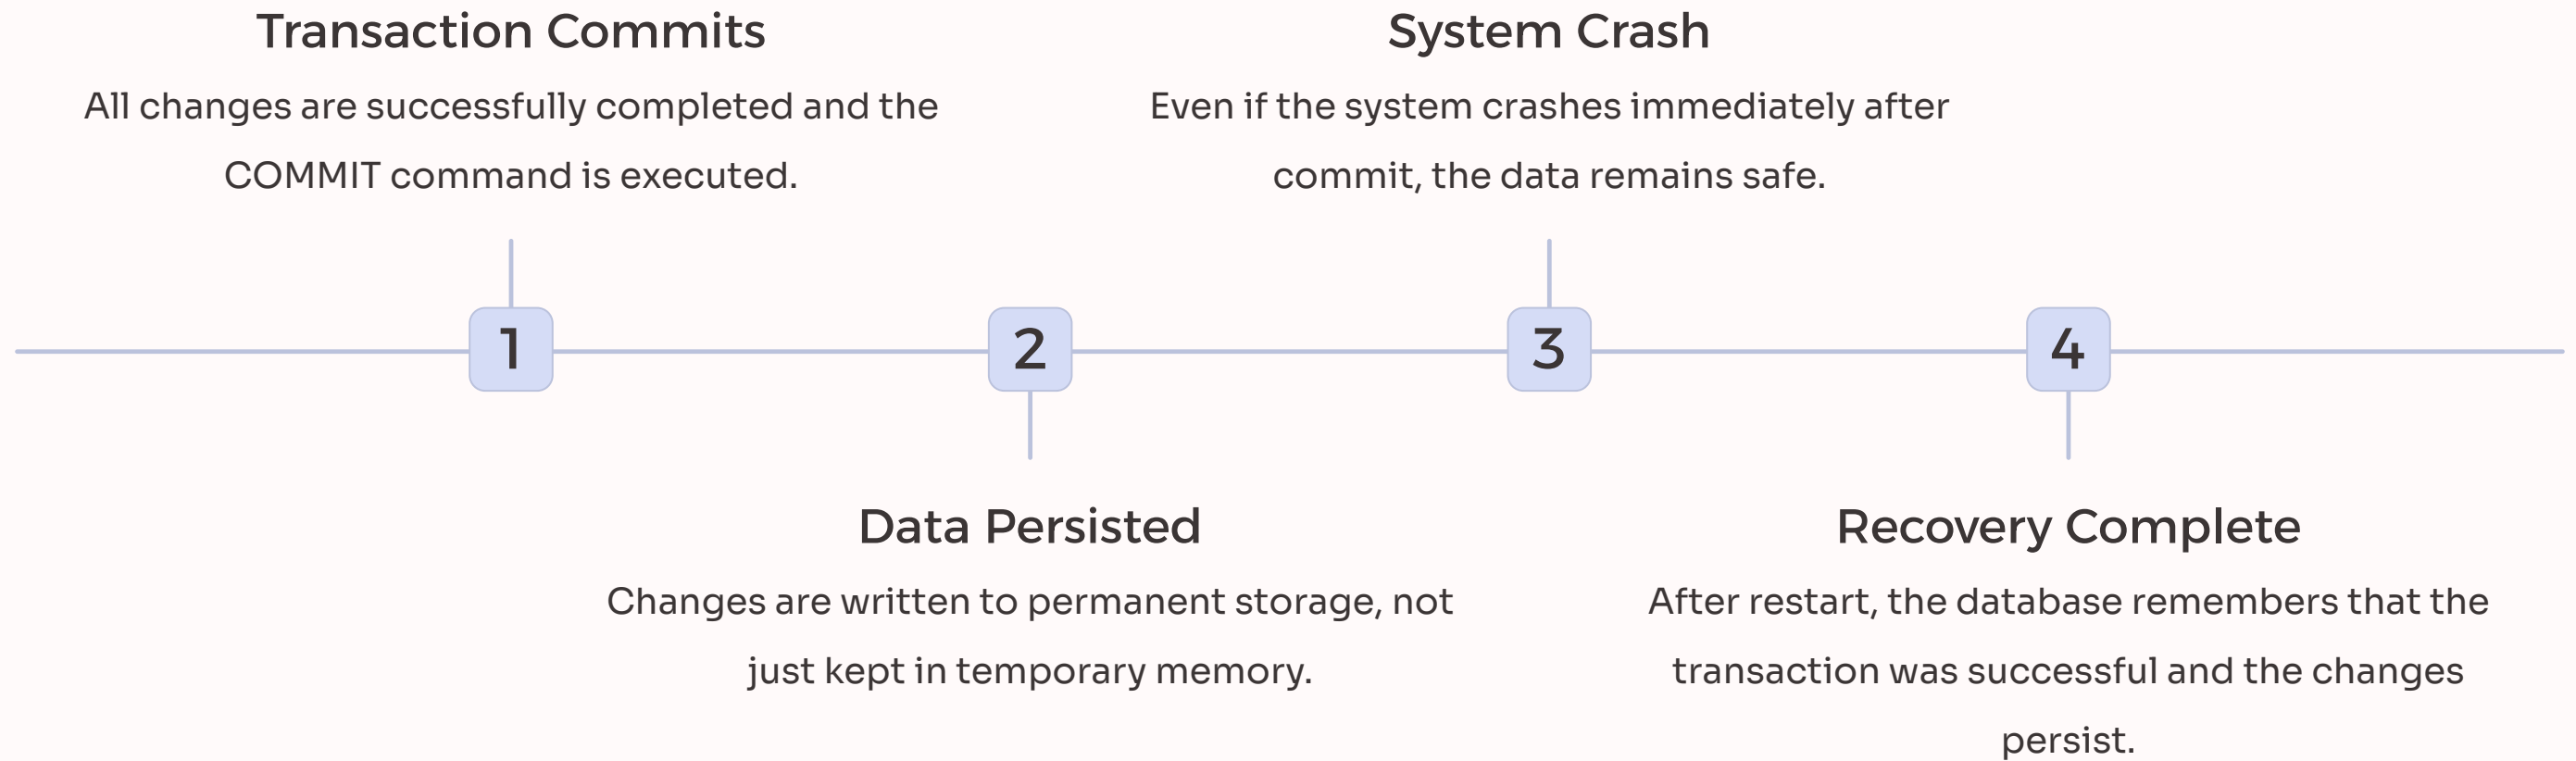 Transaction Commits
All changes are successfully completed and the
COMMIT command is executed.
1
2
Data Persisted
Changes are written to permanent storage, not
just kept in temporary memory.
System Crash
Even if the system crashes immediately after
commit, the data remains safe.
3
4
Recovery Complete
After restart, the database remembers that the
transaction was successful and the changes
persist.